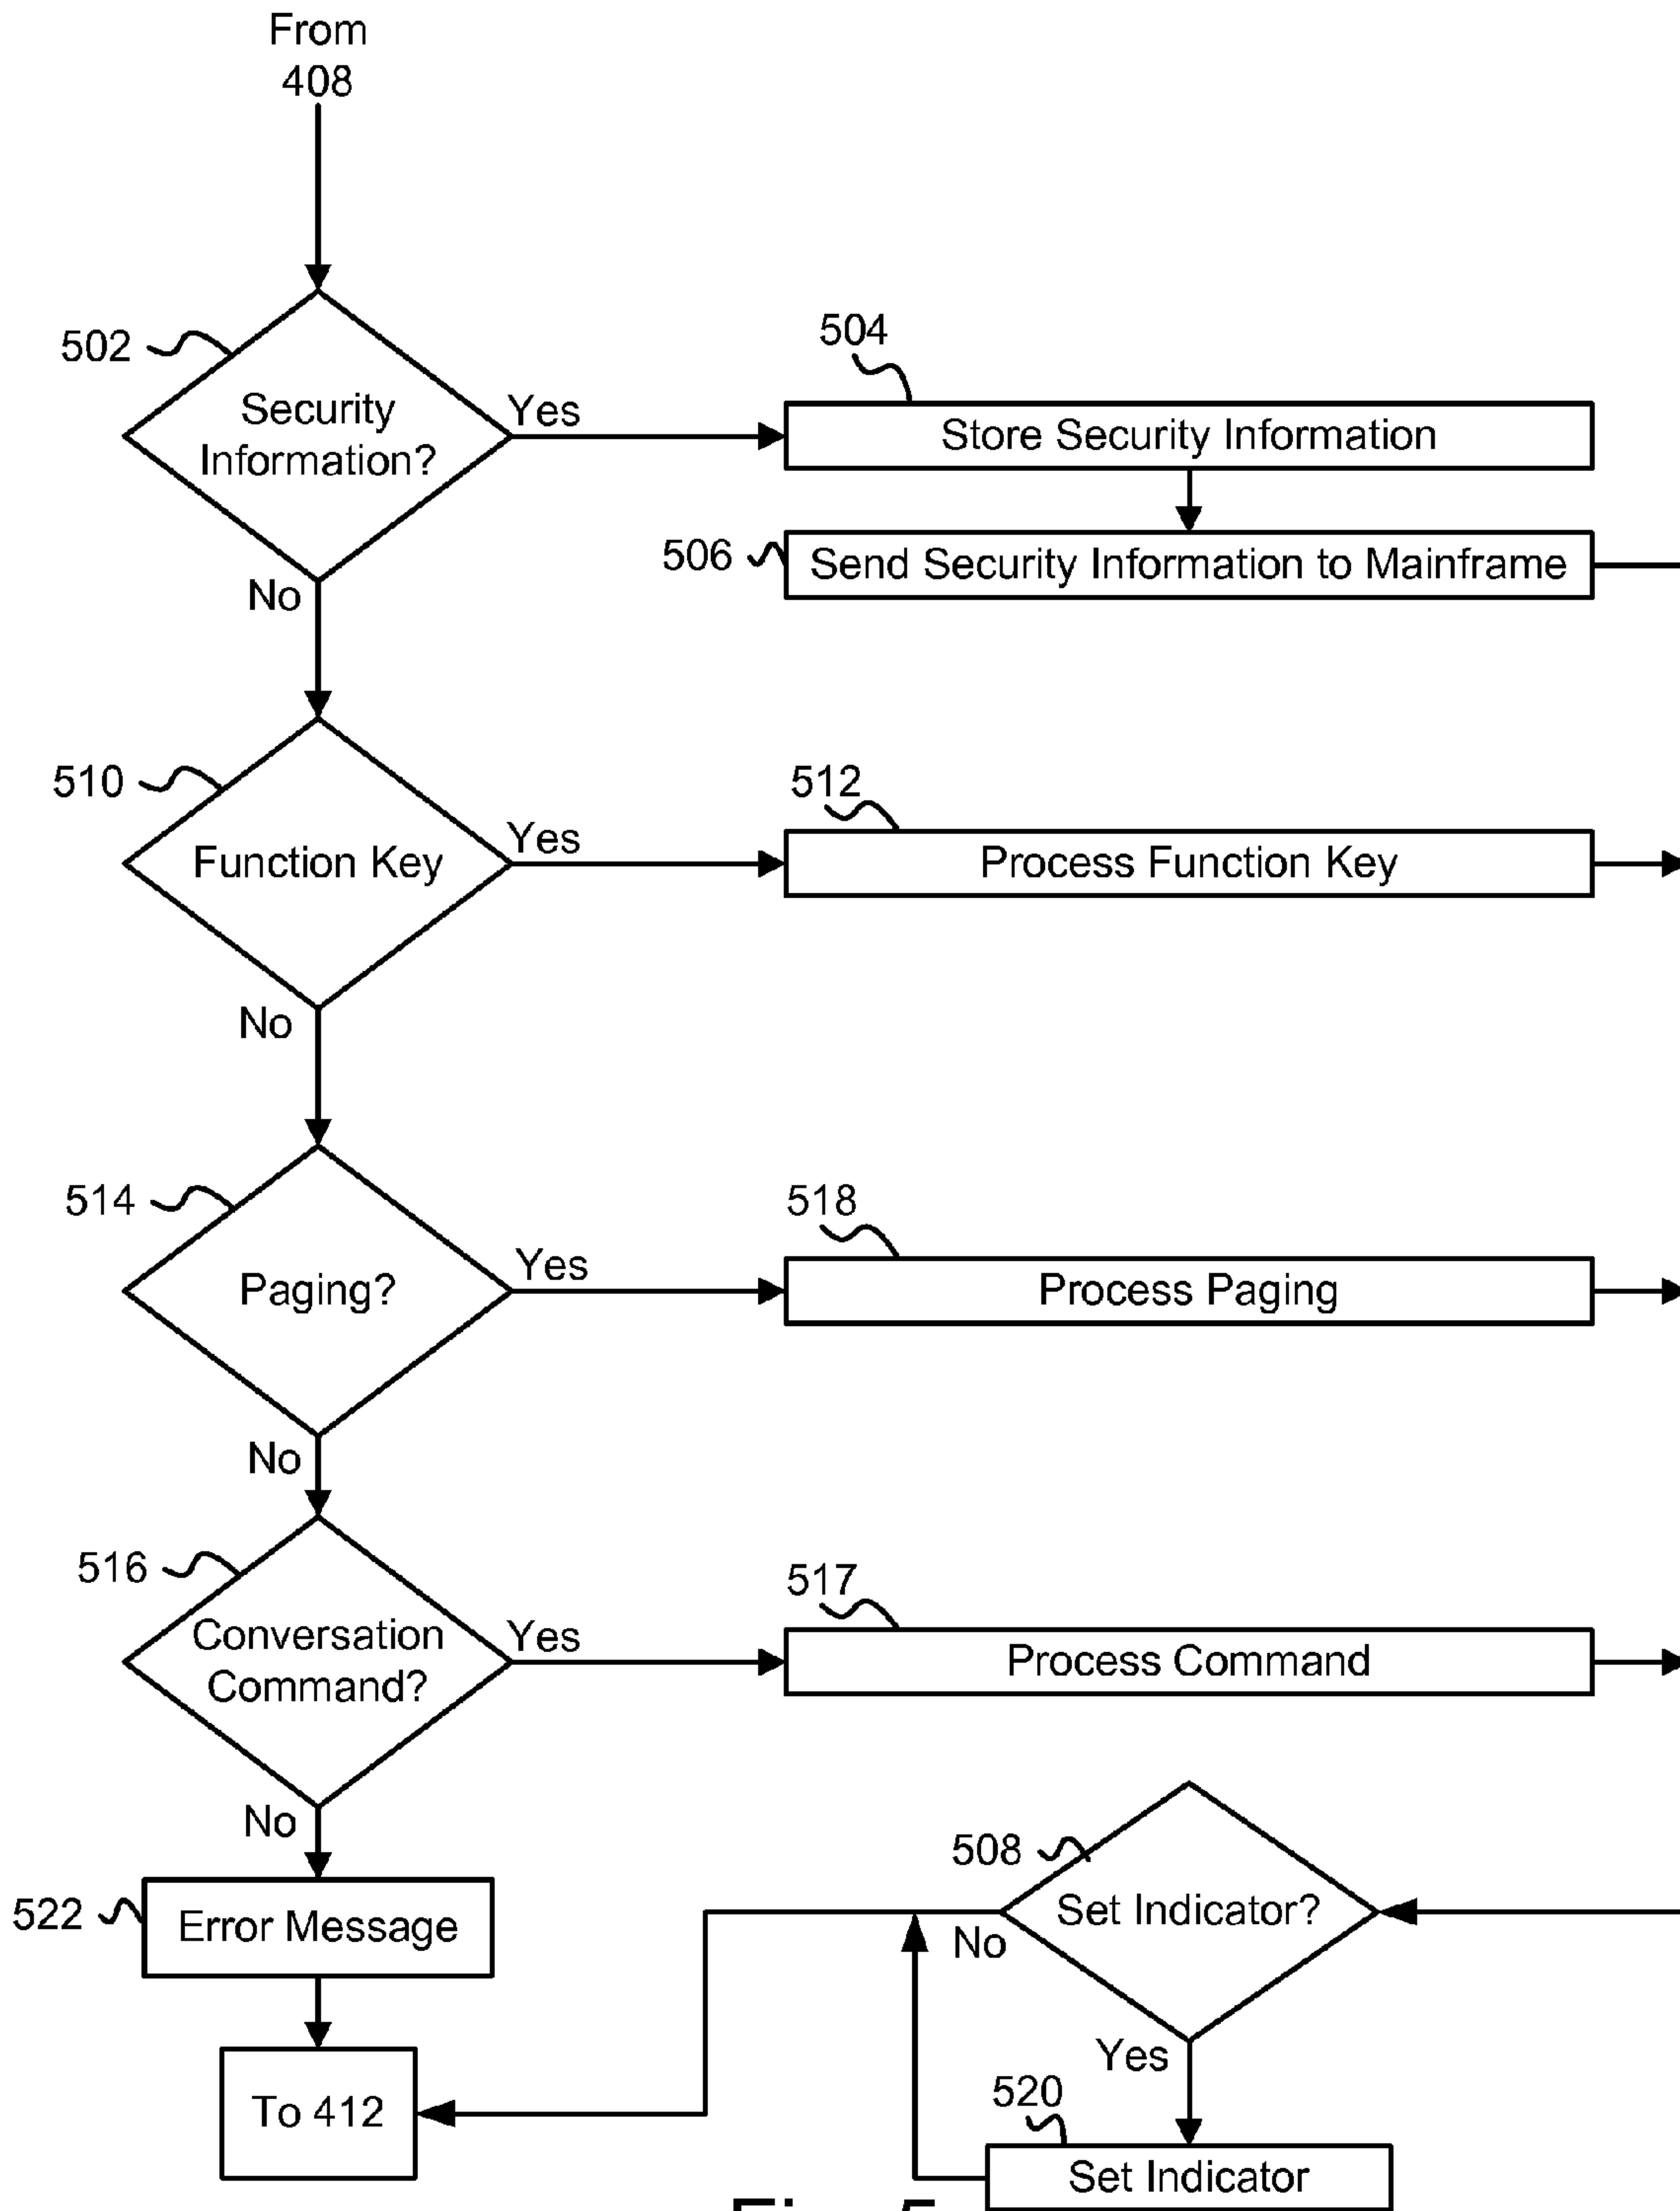 From
408
502
Security
Information?
Yes
No
504
Store Security Information
506
Send Security Information to Mainframe
510
Function Key
Yes
No
512
Process Function Key
514
Paging?
Yes
No
518
Process Paging
516
Conversation
Command?
Yes
No
517
Process Command
522
Error Message
To 412
508
Set Indicator?
No
Yes
520
Set Indicator